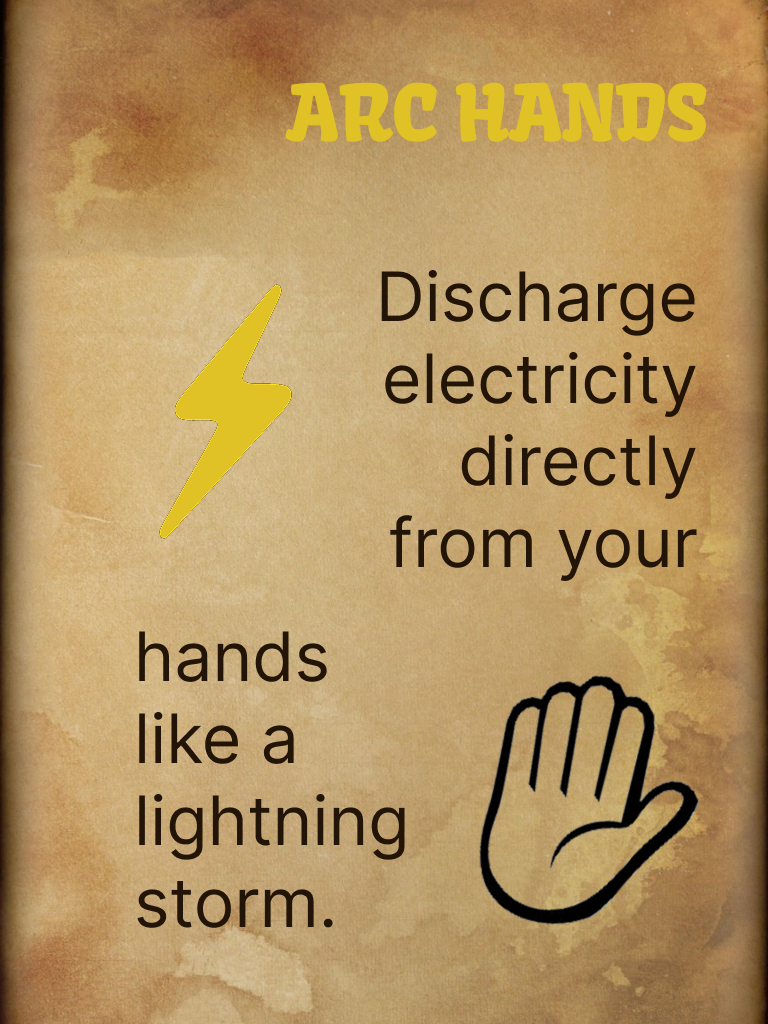 ARC HANDS
Discharge
electricity
directly
from your
hands
like a
lightning
storm.